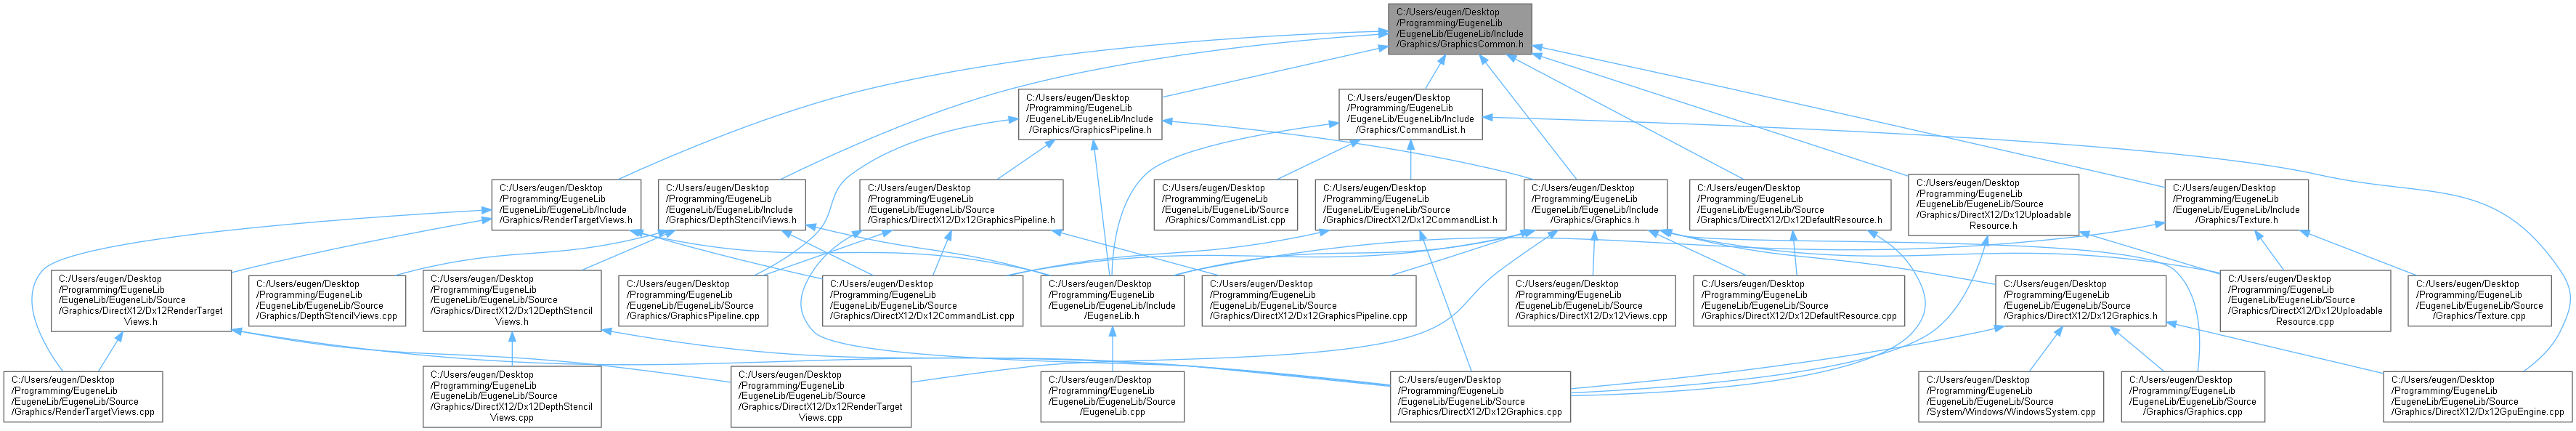 C:/Users/eugen/Desktop
/Programming/EugeneLib
/EugeneLib/EugeneLib/Include
/Graphics/GraphicsCommon.h
C:/Users/eugen/Desktop
/Programming/EugeneLib
/EugeneLib/EugeneLib/Include
/Graphics/GraphicsPipeline.h
C:/Users/eugen/Desktop
/Programming/EugeneLib
/EugeneLib/EugeneLib/Include
/Graphics/CommandList.h
C:/Users/eugen/Desktop
/Programming/EugeneLib
/EugeneLib/EugeneLib/Include
/Graphics/RenderTargetViews.h
C:/Users/eugen/Desktop
/Programming/EugeneLib
/EugeneLib/EugeneLib/Include
/Graphics/DepthStencilViews.h
C:/Users/eugen/Desktop
/Programming/EugeneLib
/EugeneLib/EugeneLib/Source
/Graphics/DirectX12/Dx12GraphicsPipeline.h
C:/Users/eugen/Desktop
/Programming/EugeneLib
/EugeneLib/EugeneLib/Source
/Graphics/CommandList.cpp
C:/Users/eugen/Desktop
/Programming/EugeneLib
/EugeneLib/EugeneLib/Source
/Graphics/DirectX12/Dx12CommandList.h
C:/Users/eugen/Desktop
/Programming/EugeneLib
/EugeneLib/EugeneLib/Include
/Graphics/Graphics.h
C:/Users/eugen/Desktop
/Programming/EugeneLib
/EugeneLib/EugeneLib/Source
/Graphics/DirectX12/Dx12DefaultResource.h
C:/Users/eugen/Desktop
/Programming/EugeneLib
/EugeneLib/EugeneLib/Source
/Graphics/DirectX12/Dx12Uploadable
Resource.h
C:/Users/eugen/Desktop
/Programming/EugeneLib
/EugeneLib/EugeneLib/Include
/Graphics/Texture.h
C:/Users/eugen/Desktop
/Programming/EugeneLib
/EugeneLib/EugeneLib/Source
/Graphics/DirectX12/Dx12RenderTarget
Views.h
C:/Users/eugen/Desktop
/Programming/EugeneLib
/EugeneLib/EugeneLib/Source
/Graphics/DepthStencilViews.cpp
C:/Users/eugen/Desktop
/Programming/EugeneLib
/EugeneLib/EugeneLib/Source
/Graphics/DirectX12/Dx12DepthStencil
Views.h
C:/Users/eugen/Desktop
/Programming/EugeneLib
/EugeneLib/EugeneLib/Source
/Graphics/GraphicsPipeline.cpp
C:/Users/eugen/Desktop
/Programming/EugeneLib
/EugeneLib/EugeneLib/Source
/Graphics/DirectX12/Dx12CommandList.cpp
C:/Users/eugen/Desktop
/Programming/EugeneLib
/EugeneLib/EugeneLib/Include
/EugeneLib.h
C:/Users/eugen/Desktop
/Programming/EugeneLib
/EugeneLib/EugeneLib/Source
/Graphics/DirectX12/Dx12GraphicsPipeline.cpp
C:/Users/eugen/Desktop
/Programming/EugeneLib
/EugeneLib/EugeneLib/Source
/Graphics/DirectX12/Dx12Views.cpp
C:/Users/eugen/Desktop
/Programming/EugeneLib
/EugeneLib/EugeneLib/Source
/Graphics/DirectX12/Dx12DefaultResource.cpp
C:/Users/eugen/Desktop
/Programming/EugeneLib
/EugeneLib/EugeneLib/Source
/Graphics/DirectX12/Dx12Graphics.h
C:/Users/eugen/Desktop
/Programming/EugeneLib
/EugeneLib/EugeneLib/Source
/Graphics/DirectX12/Dx12Uploadable
Resource.cpp
C:/Users/eugen/Desktop
/Programming/EugeneLib
/EugeneLib/EugeneLib/Source
/Graphics/Texture.cpp
C:/Users/eugen/Desktop
/Programming/EugeneLib
/EugeneLib/EugeneLib/Source
/Graphics/RenderTargetViews.cpp
C:/Users/eugen/Desktop
/Programming/EugeneLib
/EugeneLib/EugeneLib/Source
/Graphics/DirectX12/Dx12DepthStencil
Views.cpp
C:/Users/eugen/Desktop
/Programming/EugeneLib
/EugeneLib/EugeneLib/Source
/Graphics/DirectX12/Dx12RenderTarget
Views.cpp
C:/Users/eugen/Desktop
/Programming/EugeneLib
/EugeneLib/EugeneLib/Source
/EugeneLib.cpp
C:/Users/eugen/Desktop
/Programming/EugeneLib
/EugeneLib/EugeneLib/Source
/Graphics/DirectX12/Dx12Graphics.cpp
C:/Users/eugen/Desktop
/Programming/EugeneLib
/EugeneLib/EugeneLib/Source
/System/Windows/WindowsSystem.cpp
C:/Users/eugen/Desktop
/Programming/EugeneLib
/EugeneLib/EugeneLib/Source
/Graphics/Graphics.cpp
C:/Users/eugen/Desktop
/Programming/EugeneLib
/EugeneLib/EugeneLib/Source
/Graphics/DirectX12/Dx12GpuEngine.cpp